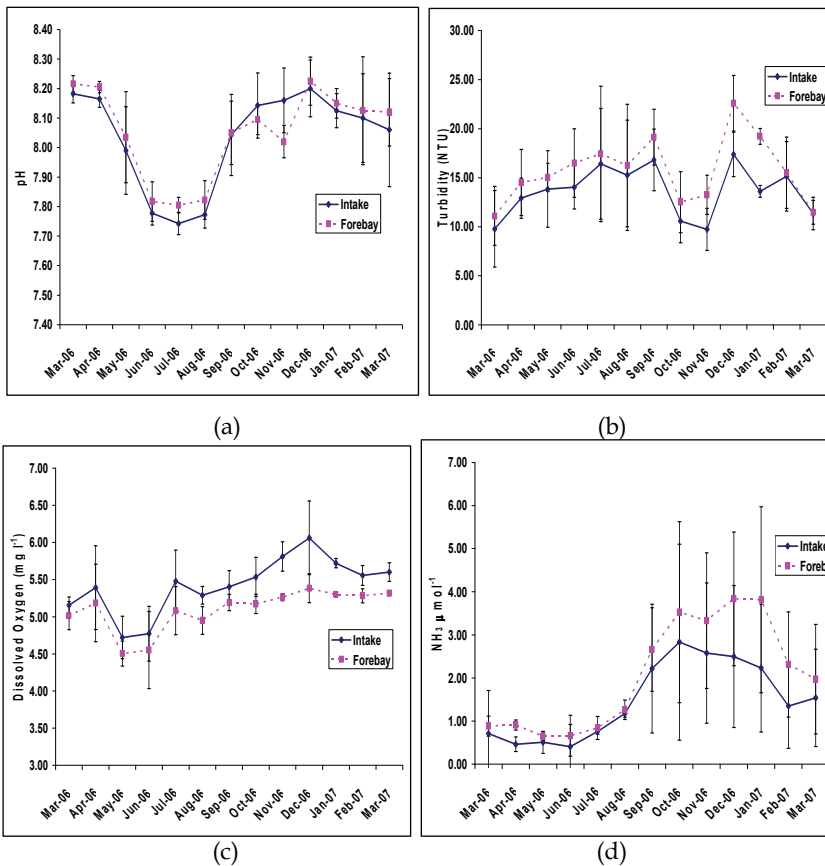 8.40
8.30
8.20
8.10
8.00
7.90
7.80
7.70
7.60
7.50
7.40
pH
Mar-06
Apr-06
May-06
Jun-06
Jul-06
Aug-06
Sep-06
Oct-06
Nov-06
Dec-06
Jan-07
Feb-07
Mar-07
Intake
Forebay
(a)
30.00
25.00
20.00
15.00
10.00
5.00
0.00
Turbidity (NTU)
Mar-06
Apr-06
May-06
Jun-06
Jul-06
Aug-06
Sep-06
Oct-06
Nov-06
Dec-06
Jan-07
Feb-07
Mar-07
Intake
Forebay
(b)
7.00
6.50
6.00
5.50
5.00
4.50
4.00
3.50
3.00
Dissolved Oxygen (mg l⁻¹)
Mar-06
Apr-06
May-06
Jun-06
Jul-06
Aug-06
Sep-06
Oct-06
Nov-06
Dec-06
Jan-07
Feb-07
Mar-07
Intake
Forebay
(c)
7.00
6.00
5.00
4.00
3.00
2.00
1.00
0.00
NH₃ µ mol⁻¹
Mar-06
Apr-06
May-06
Jun-06
Jul-06
Aug-06
Sep-06
Oct-06
Nov-06
Dec-06
Jan-07
Feb-07
Mar-07
Intake
(d)